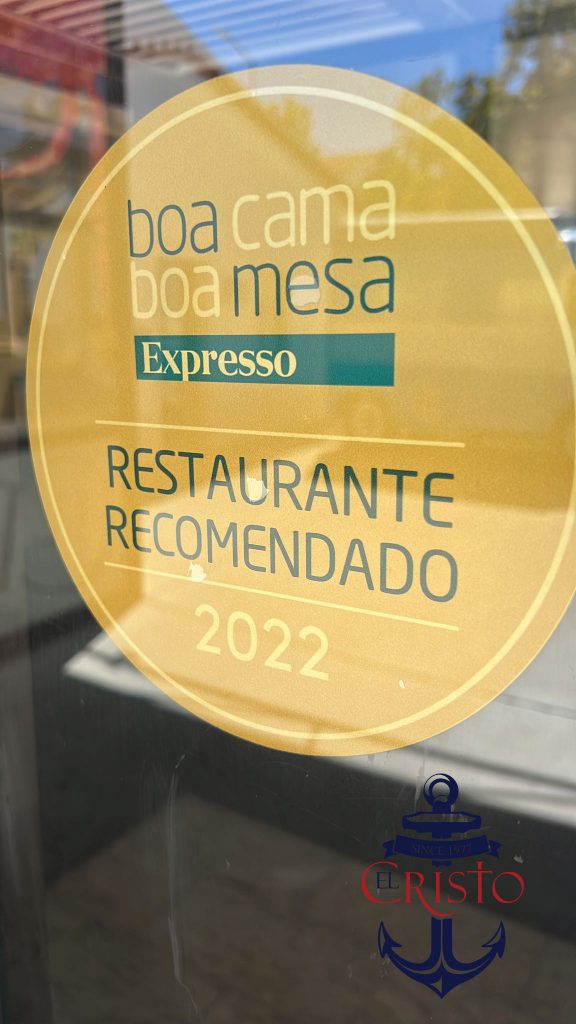 boa cama
boa mesa
Expresso
RESTAURANTE
RECOMENDADO
2022
SINCE 1977
EL CRISTO